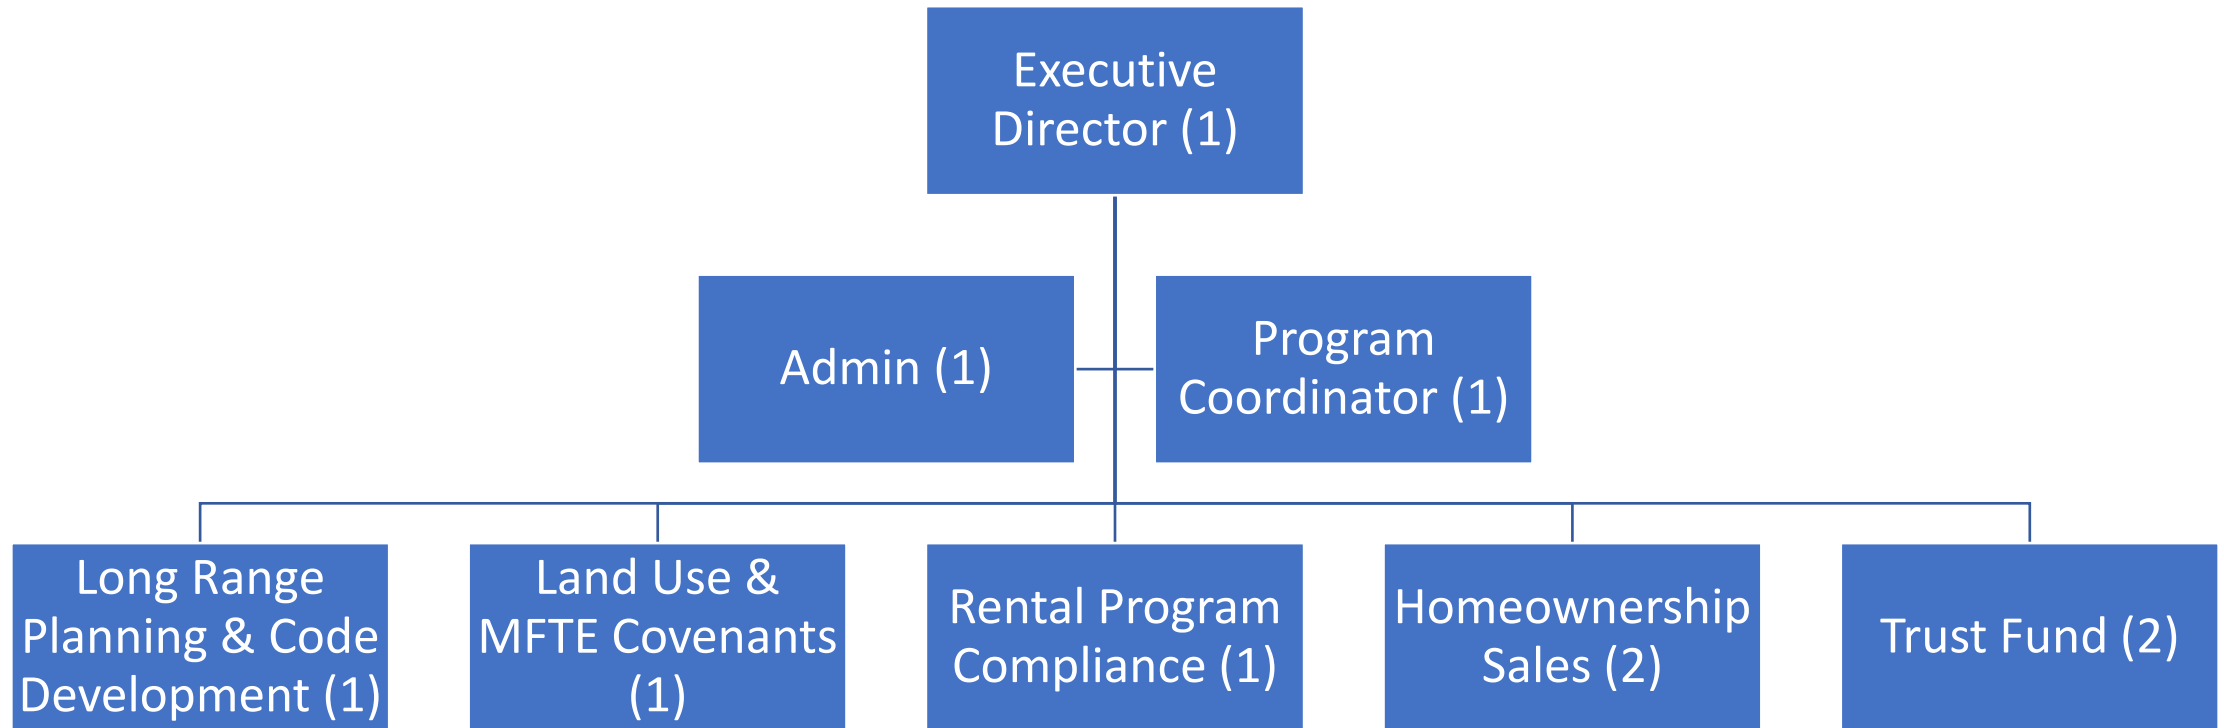 Executive
Director (1)
Admin (1)
Program
Coordinator (1)
Long Range
Planning & Code
Development (1)
Land Use &
MFTE Covenants
(1)
Rental Program
Compliance (1)
Homeownership
Sales (2)
Trust Fund (2)